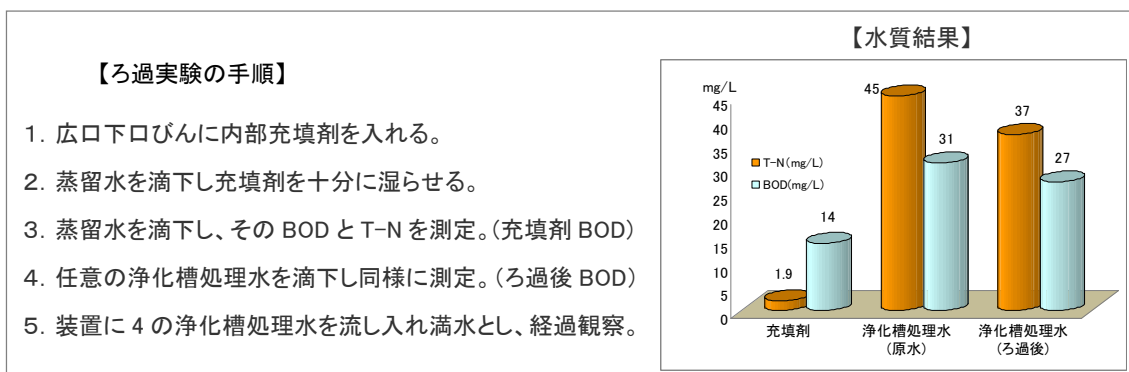 【ろ過実験の手順】
1. 広口下口びんに内部充填剤を入れる。
2. 蒸留水を滴下し充填剤を十分に湿らせる。
3. 蒸留水を滴下し、その BOD と T-N を測定。(充填剤 BOD)
4. 任意の浄化槽処理水を滴下し同様に測定。(ろ過後 BOD)
5. 装置に 4 の浄化槽処理水を流し入れ満水とし、経過観察。
【水質結果】
mg/L
45
40
35
30
25
20
15
10
5
0
T-N(mg/L)
BOD(mg/L)
1.9
14
45
31
37
27
充填剤
浄化槽処理水
(原水)
浄化槽処理水
(ろ過後)